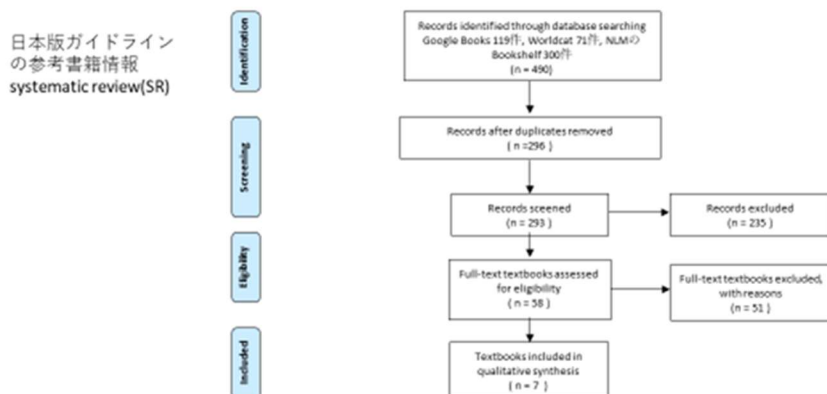 日本版ガイドライン
の参考書籍情報
systematic review(SR)
Identification
Records identified through database searching
Google Books 119件, Worldcat 71件, NLMの
Bookshelf 300件
(n = 490)
Records after duplicates removed
( n =296 )
Screening
Records sceened
(n = 293)
Records excluded
(n = 235)
Eligibility
Full-text textbooks assessed
for eligibility
( n = 58 )
Full-text textbooks excluded,
with reasons
( n = 51 )
Included
Textbooks included in
qualitative synthesis
( n = 7 )